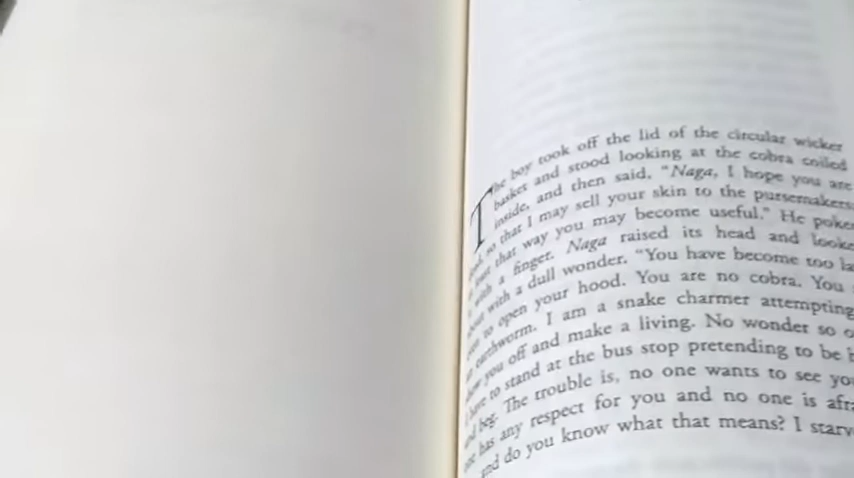 The boy took off the lid of the circular wicker
basket and stood looking at the cobra coiled
inside, and then said, "Naga, I hope you are
so that I may sell your skin to the pursemakers;
that way you may become useful." He poke
with a finger. Naga raised its head and looke
with a dull wonder. "You have become too la
to open your hood. You are no cobra. You
earthworm. I am a snake charmer attempting
you off and make a living. No wonder so o
to stand at the bus stop pretending to be b
beg. The trouble is, no one wants to see yo
has any respect for you and no one is afra
and do you know what that means? I starv